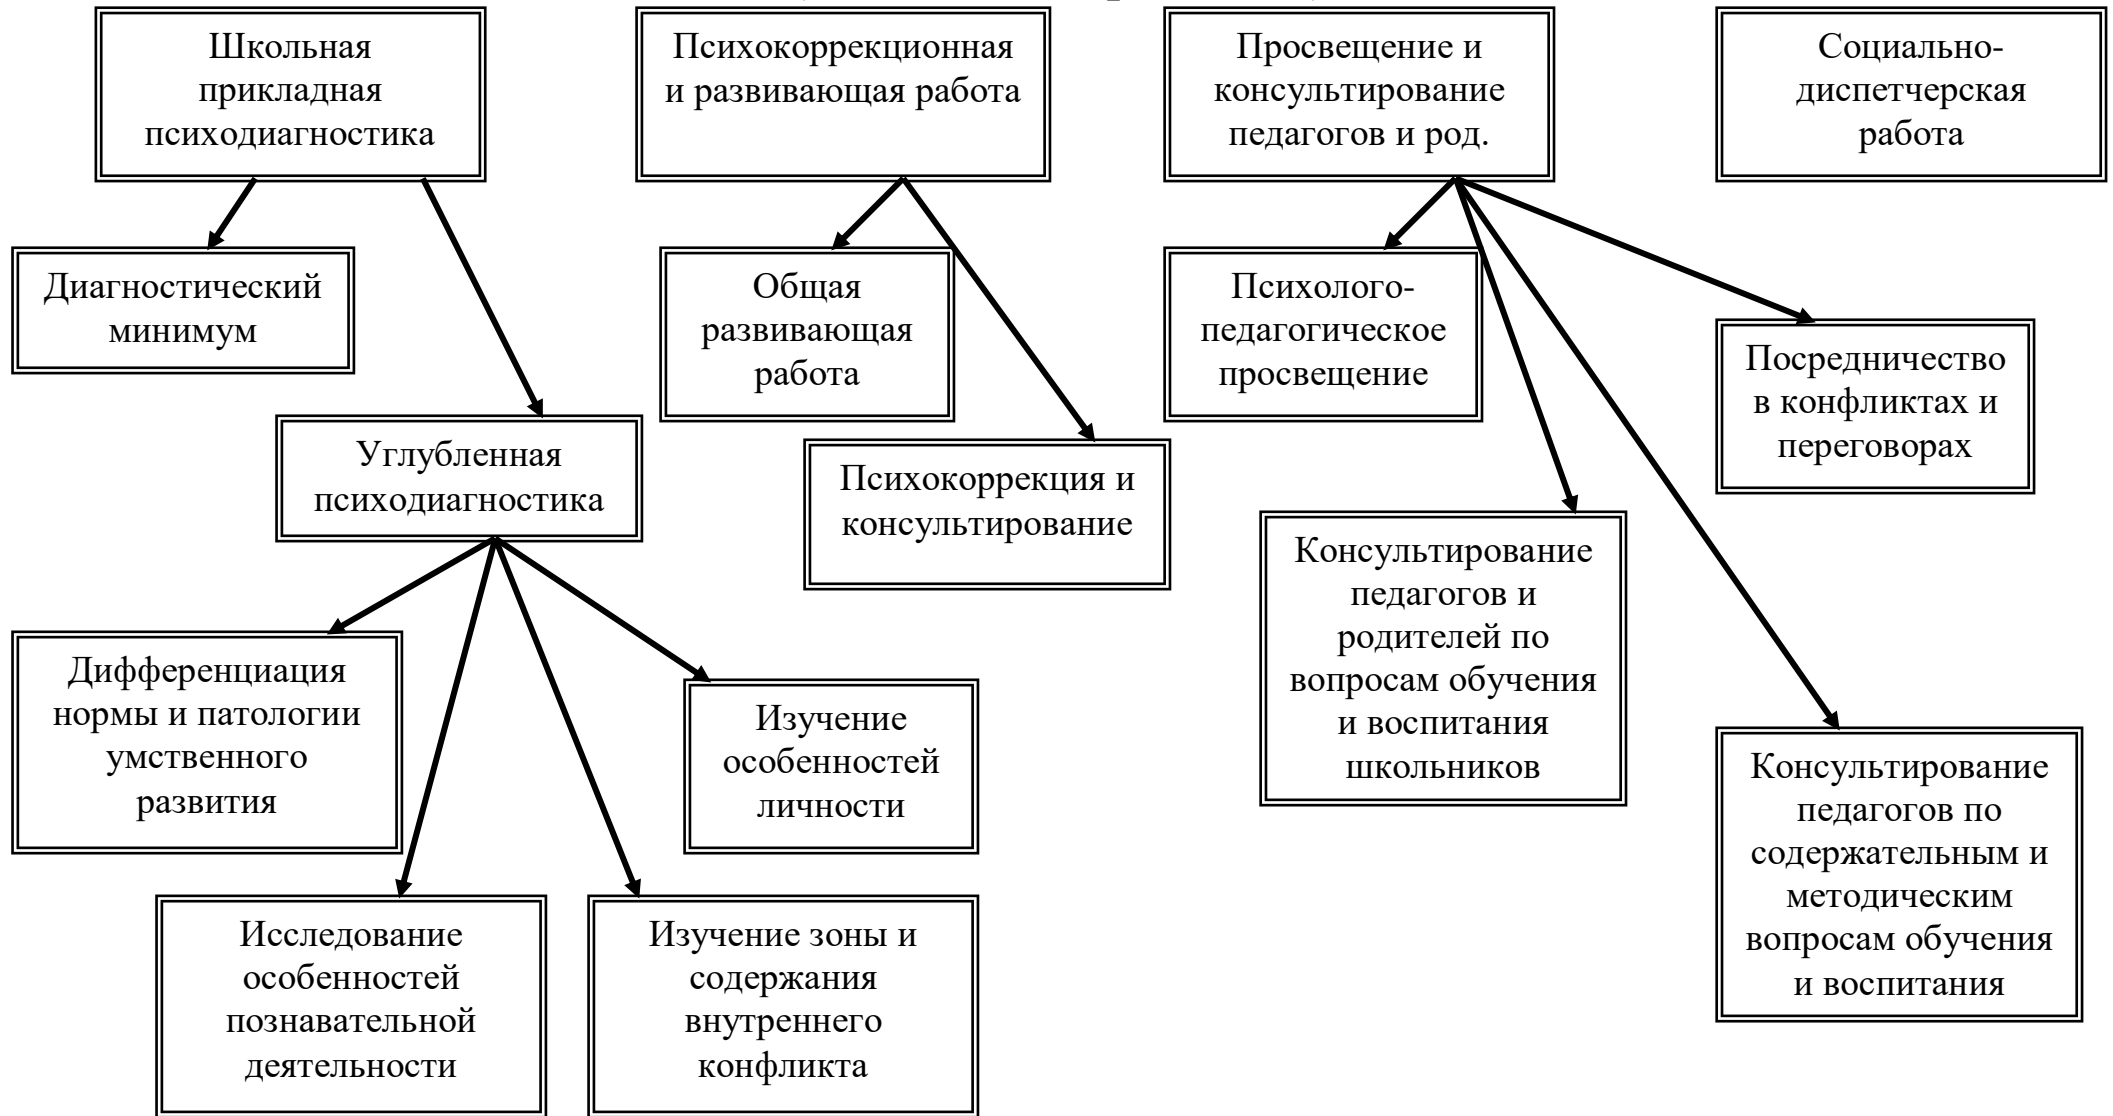 Школьная
прикладная
психодиагностика
Психокоррекционная
и развивающая работа
Просвещение и
консультирование
педагогов и род.
Социально-
диспетчерская
работа
Диагностический
минимум
Общая
развивающая
работа
Психолого-
педагогическое
просвещение
Посредничество
в конфликтах и
переговорах
Углубленная
психодиагностика
Психокоррекция и
консультирование
Консультирование
педагогов и
родителей по
вопросам обучения
и воспитания
школьников
Дифференциация
нормы и патологии
умственного
развития
Изучение
особенностей
личности
Консультирование
педагогов по
содержательным и
методическим
вопросам обучения
и воспитания
Исследование
особенностей
познавательной
деятельности
Изучение зоны и
содержания
внутреннего
конфликта